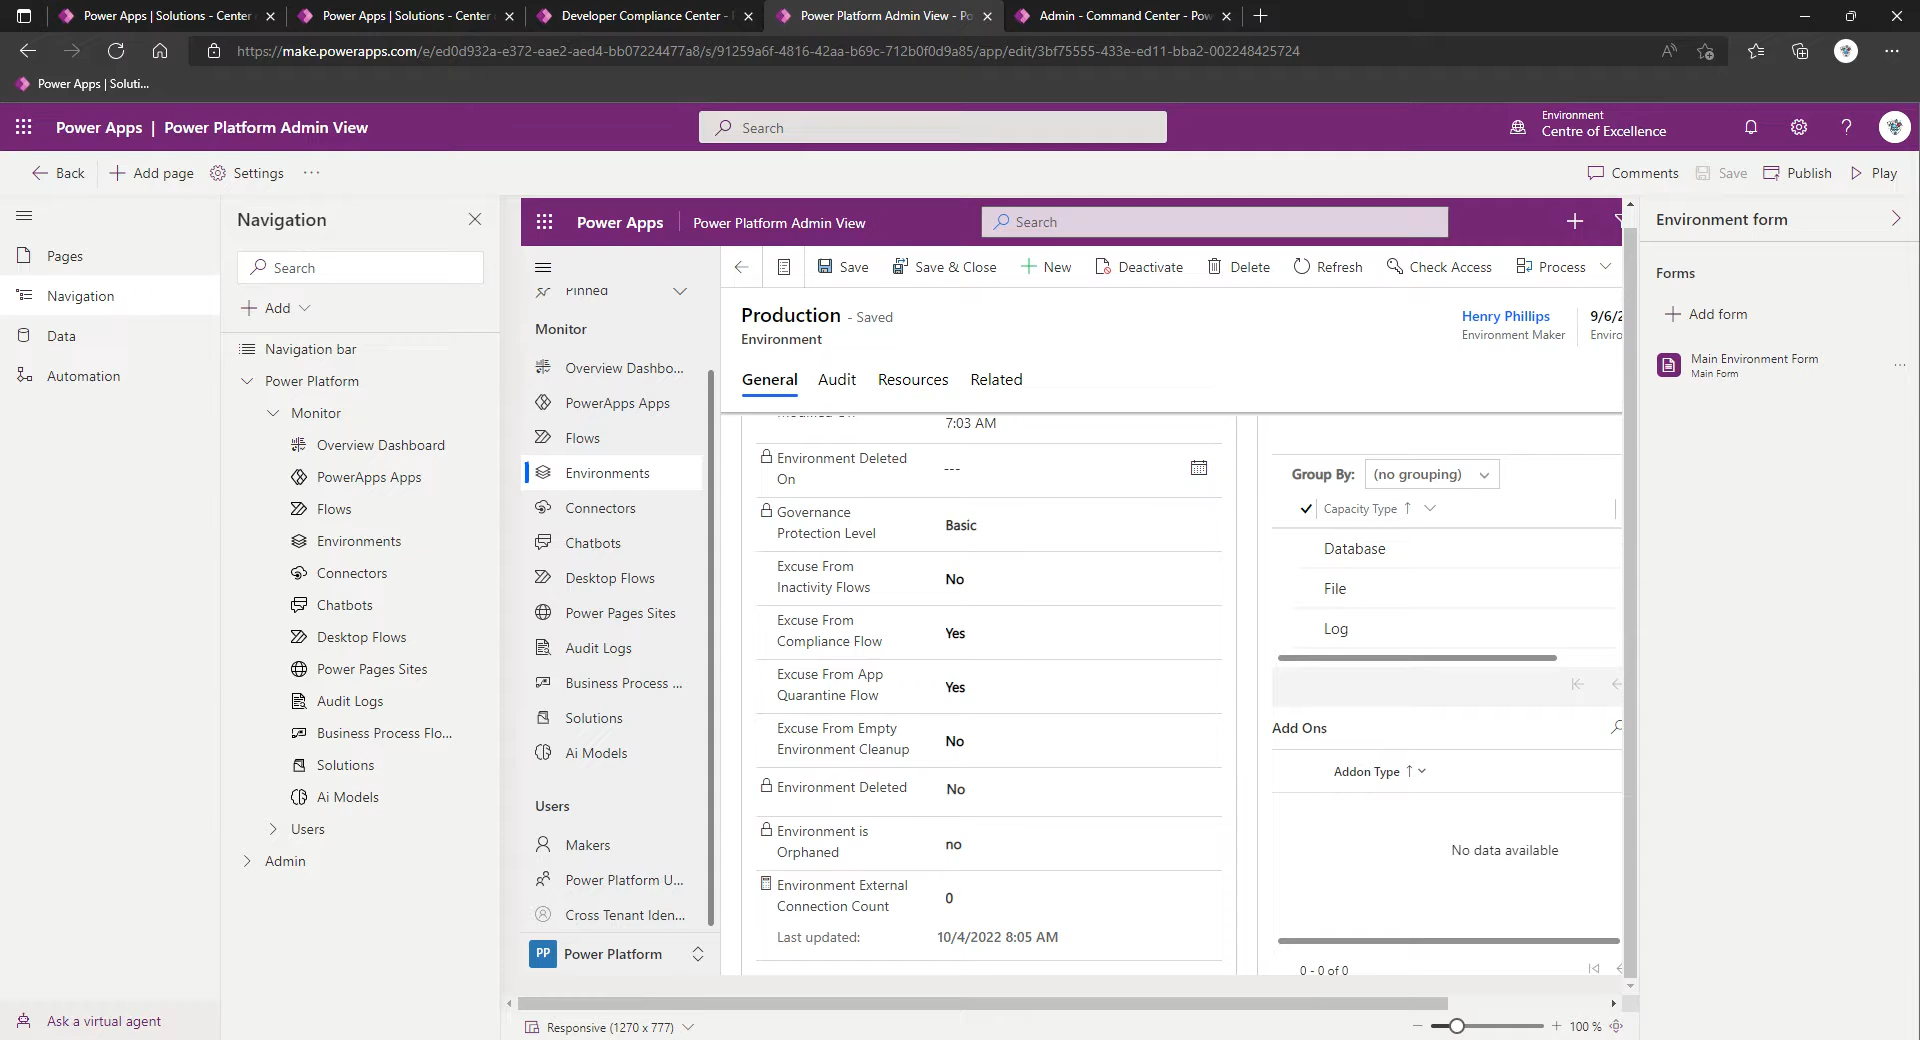 Power Apps | Solutions - Center
Power Apps | Solutions - Center
Developer Compliance Center -
Power Platform Admin View - Po
Admin - Command Center - Pow
https://make.powerapps.com/e/ed0d932a-e372-eae2-aed4-bb07224477a8/s/91259a6f-4816-42aa-b69c-712b0f0d9a85/app/edit/3bf75555-433e-ed11-bba2-002248425724
Power Apps | Soluti...
Power Apps | Power Platform Admin View
Search
Environment
Centre of Excellence
Back
Add page
Settings
Comments
Save
Publish
Play
Pages
Navigation
Data
Automation
Ask a virtual agent
Navigation
Search
Add
Navigation bar
Power Platform
Monitor
Overview Dashboard
PowerApps Apps
Flows
Environments
Connectors
Chatbots
Desktop Flows
Power Pages Sites
Audit Logs
Business Process Flo...
Solutions
Ai Models
Users
Admin
Power Apps
Power Platform Admin View
Search
Pinned
Monitor
Overview Dashbo...
PowerApps Apps
Flows
Environments
Connectors
Chatbots
Desktop Flows
Power Pages Sites
Audit Logs
Business Process ...
Solutions
Ai Models
Users
Makers
Power Platform U...
Cross Tenant Iden...
PP Power Platform
Save
Save & Close
New
Deactivate
Delete
Refresh
Check Access
Process
Production - Saved
Environment
Henry Phillips
Environment Maker
9/6/2
Enviro
General
Audit
Resources
Related
7:03 AM
Environment Deleted
On
---
Governance
Protection Level
Basic
Excuse From
Inactivity Flows
No
Excuse From
Compliance Flow
Yes
Excuse From App
Quarantine Flow
Yes
Excuse From Empty
Environment Cleanup
No
Environment Deleted
No
Environment is
Orphaned
no
Environment External
Connection Count
0
Last updated:
10/4/2022 8:05 AM
Group By: (no grouping)
Capacity Type
Database
File
Log
Add Ons
Addon Type
No data available
0 - 0 of 0
Responsive (1270 x 777)
100 %
Environment form
Forms
Add form
Main Environment Form
Main Form